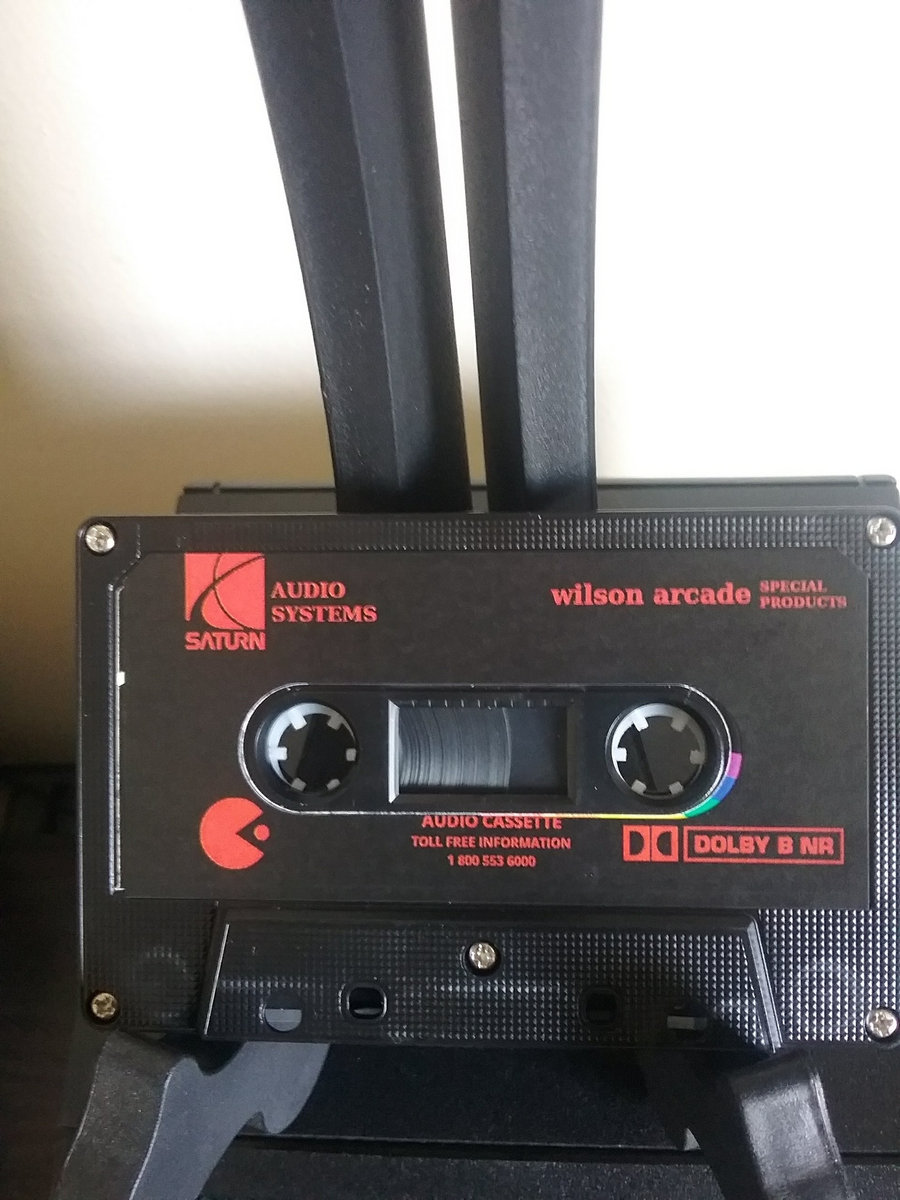 SATURN
AUDIO
SYSTEMS
wilson arcade SPECIAL
PRODUCTS
AUDIO CASSETTE
TOLL FREE INFORMATION
1 800 553 6000
DOLBY B NR